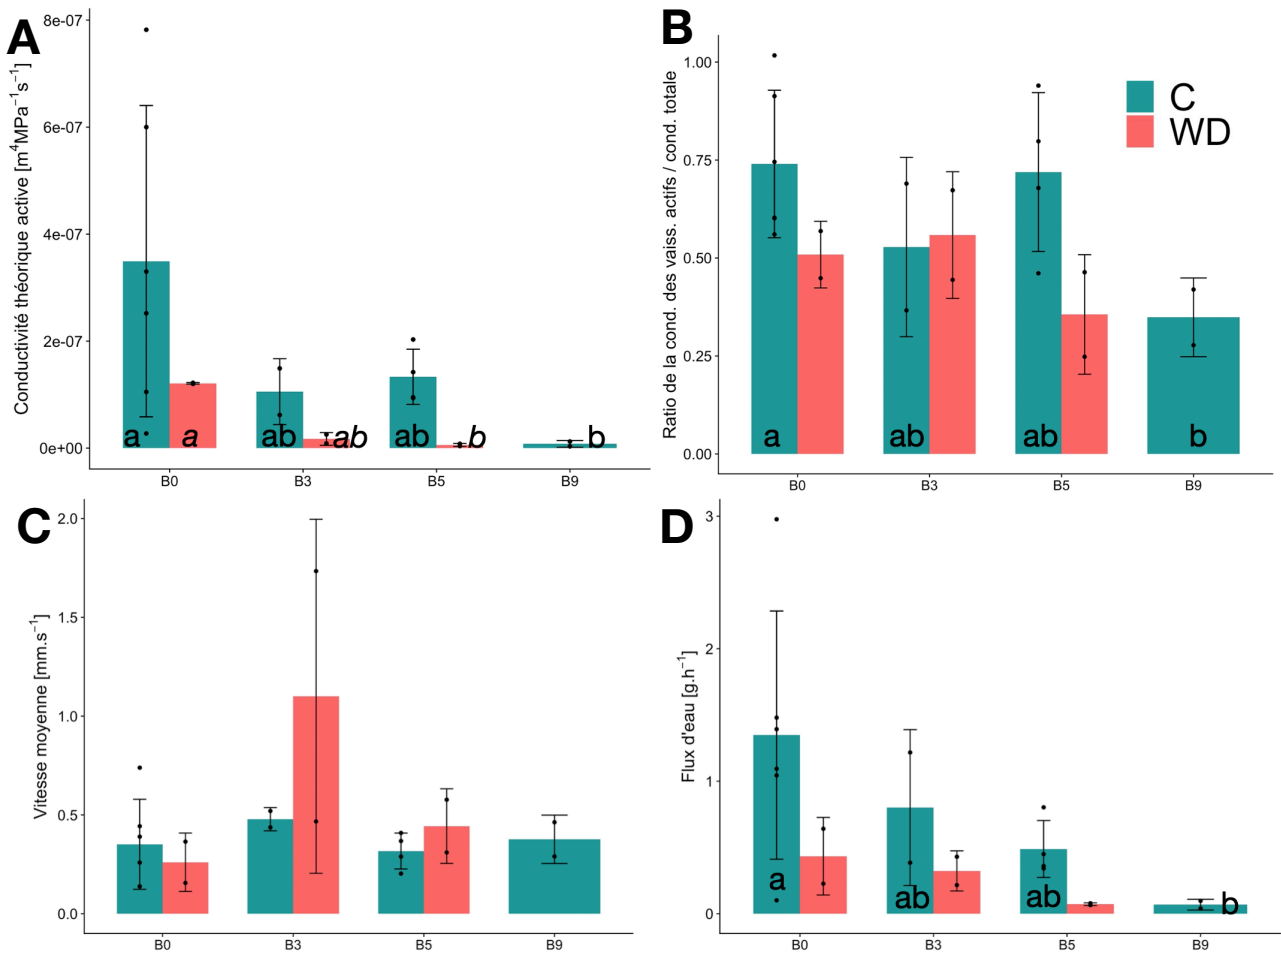 A
Conductivité théorique active [m⁴MPa⁻¹s⁻¹]
8e-07
6e-07
4e-07
2e-07
0e+00
a a ab ab ab b b
B0 B3 B5 B9
B
Ratio de la cond. des vaiss. actifs / cond. totale
1.00
0.75
0.50
0.25
0.00
C
WD
a ab ab b
B0 B3 B5 B9
C
Vitesse moyenne [mm.s⁻¹]
2.0
1.5
1.0
0.5
0.0
B0 B3 B5 B9
D
Flux d'eau [g.h⁻¹]
3
2
1
0
a ab ab b
B0 B3 B5 B9